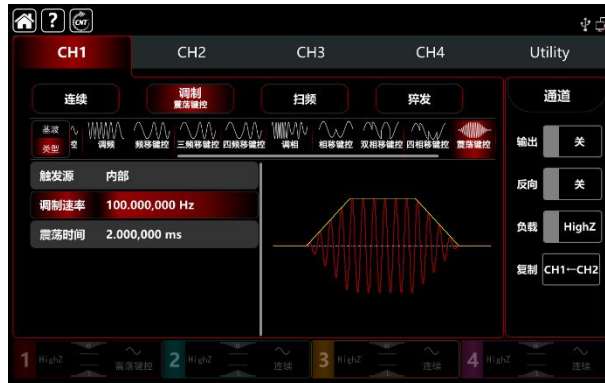 CNT
CH1 CH2 CH3 CH4 Utility
连续 调制 扫频 猝发 通道
震荡键控
基波
类型 调频 频移键控 三频移键控 四频移键控 调相 相移键控 双相移键控 四相移键控 震荡键控
输出 关
触发源 内部
反向 关
调制速率 100.000,000 Hz
负载 HighZ
震荡时间 2.000,000 ms
复制 CH1←CH2
1 HighZ 震荡键控 2 HighZ 连续 3 HighZ 连续 4 HighZ 连续